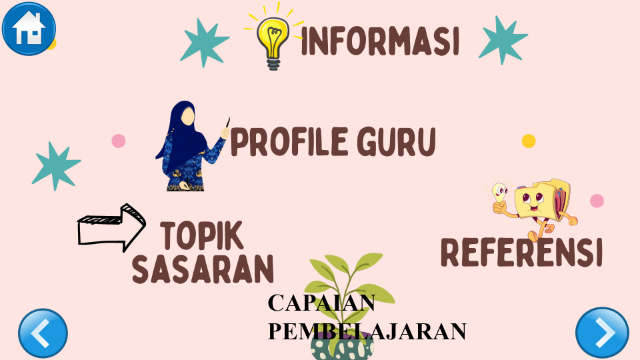 INFORMASI
PROFILE GURU
TOPIK
SASARAN
REFERENSI
CAPAIAN
PEMBELAJARAN